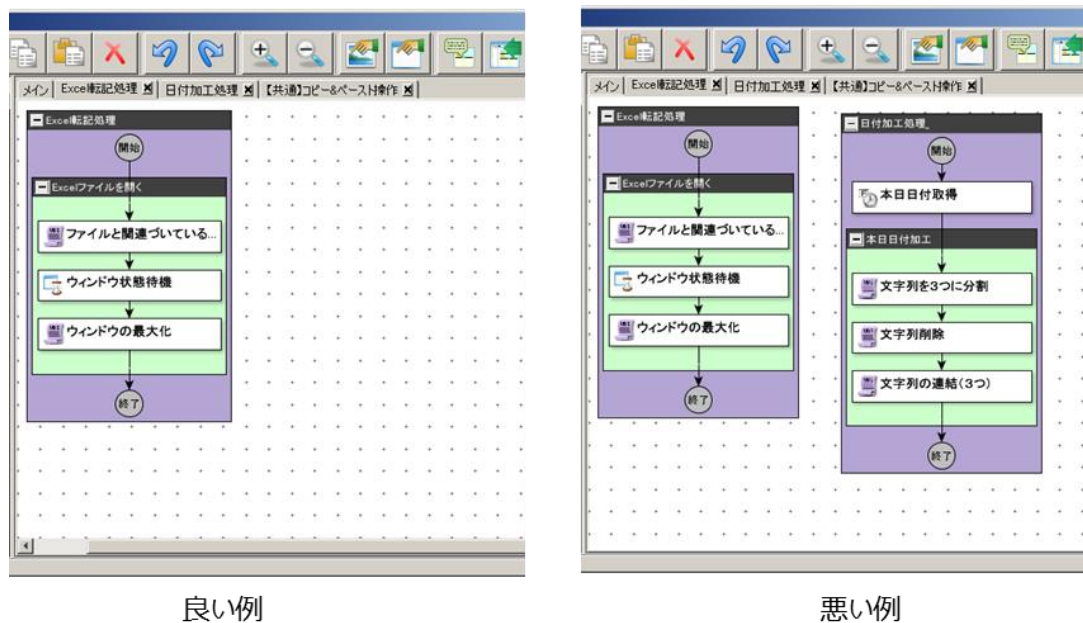 メイン Excel転記処理 日付加工処理 【共通】コピー&ペースト操作
Excel転記処理
開始
Excelファイルを開く
ファイルと関連づいている...
ウィンドウ状態待機
ウィンドウの最大化
終了
良い例
メイン Excel転記処理 日付加工処理 【共通】コピー&ペースト操作
Excel転記処理
開始
Excelファイルを開く
ファイルと関連づいている...
ウィンドウ状態待機
ウィンドウの最大化
終了
日付加工処理_
開始
本日日付取得
本日日付加工
文字列を3つに分割
文字列削除
文字列の連結(3つ)
終了
悪い例